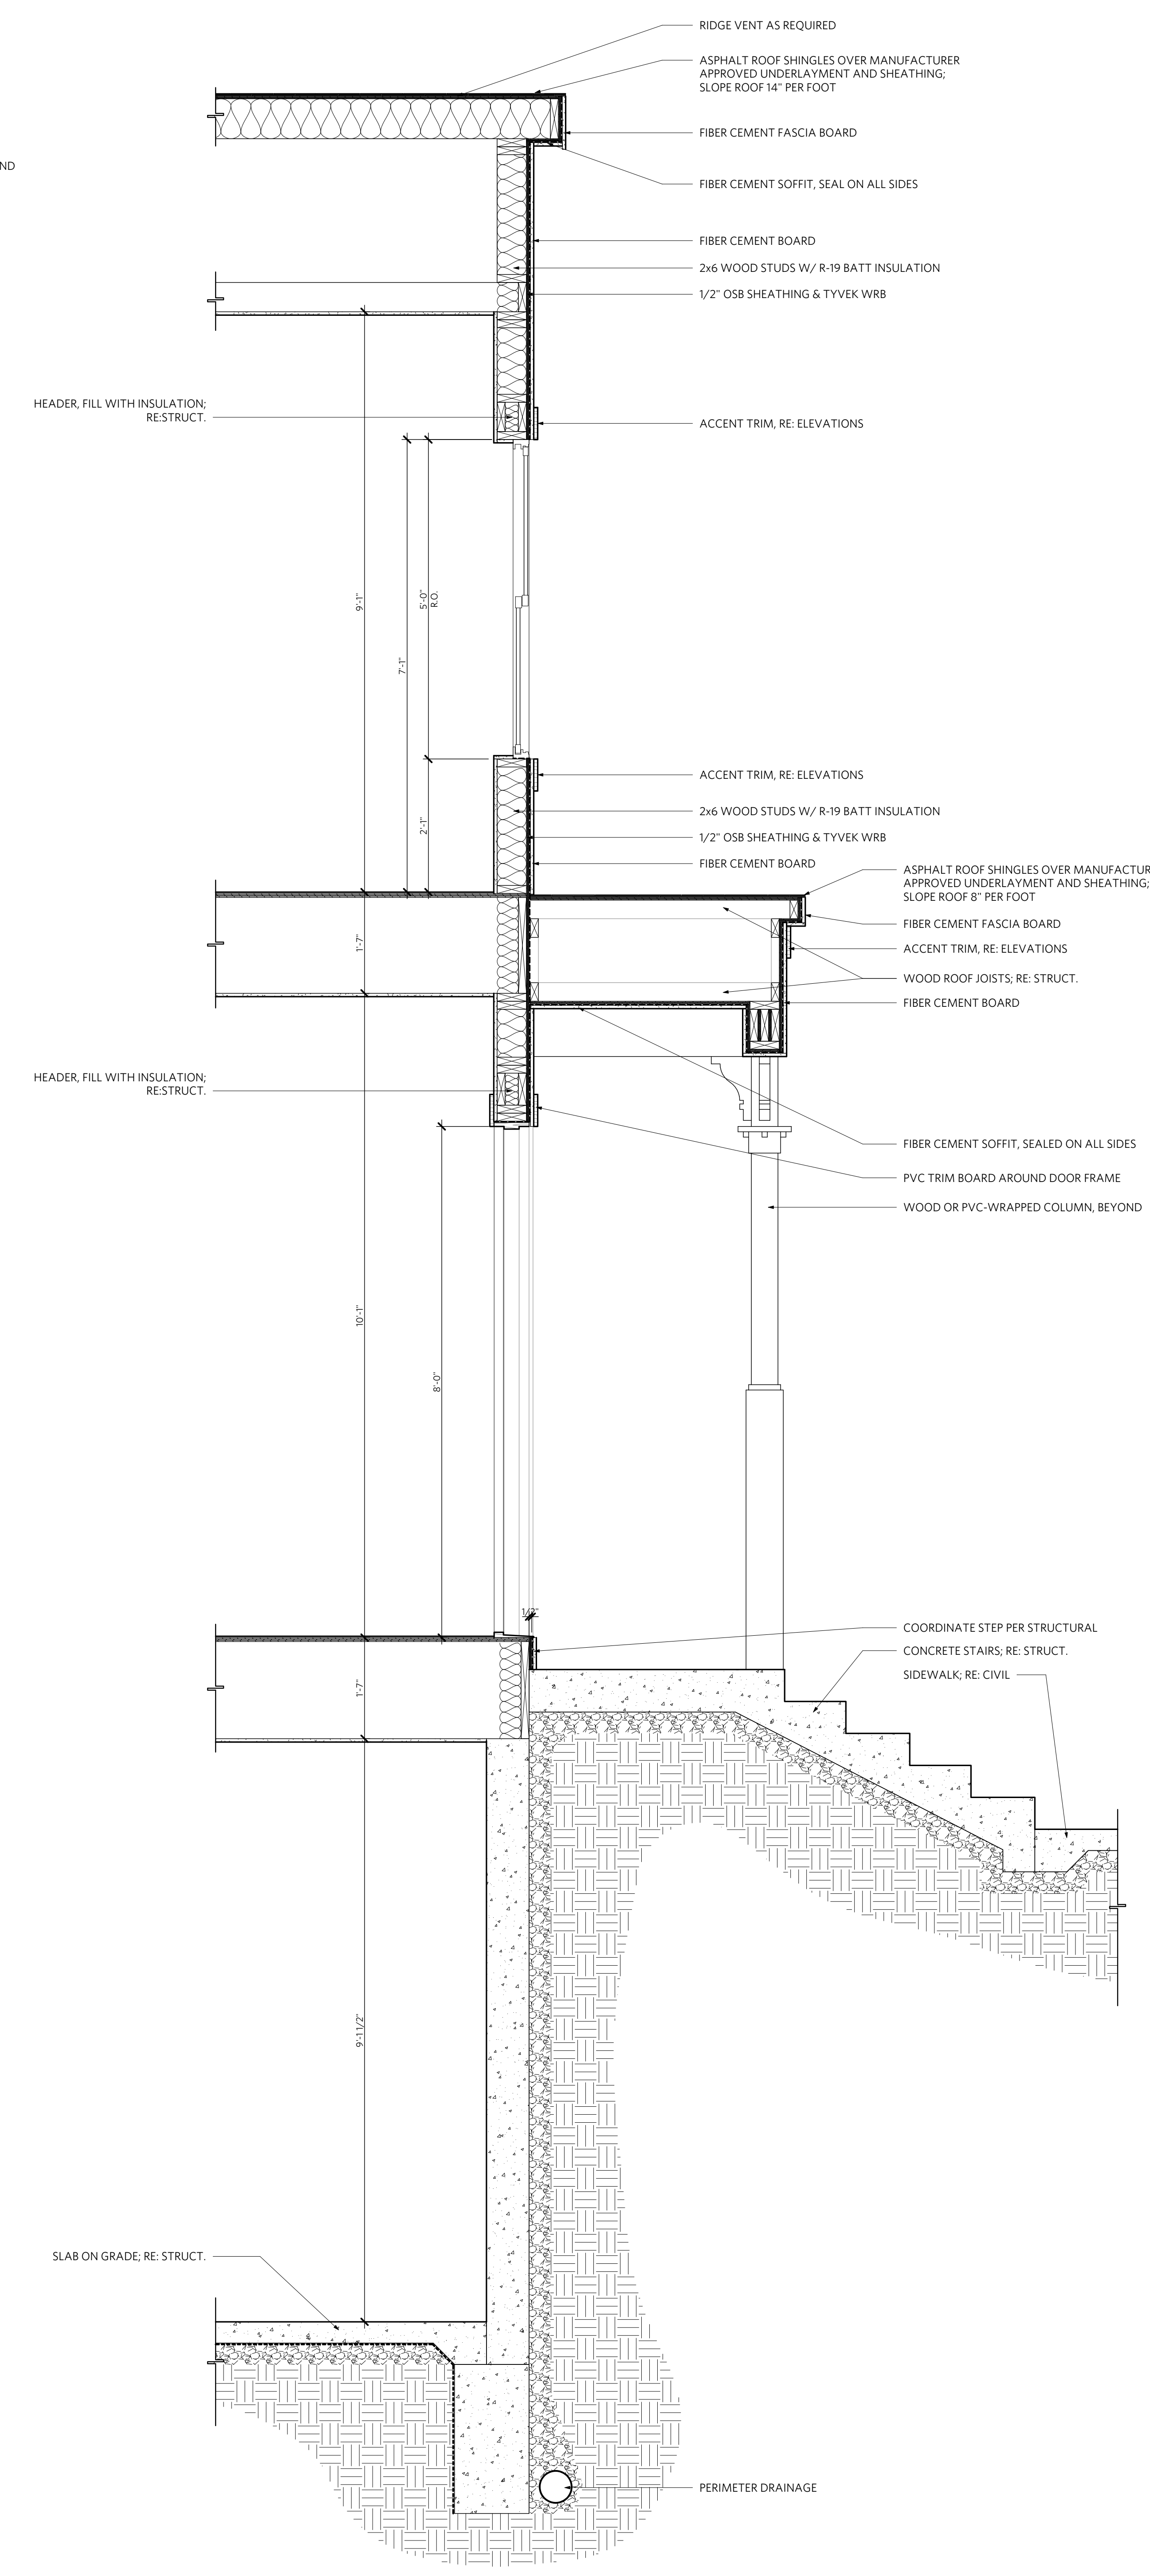 RIDGE VENT AS REQUIRED
ASPHALT ROOF SHINGLES OVER MANUFACTURER
APPROVED UNDERLAYMENT AND SHEATHING;
SLOPE ROOF 14" PER FOOT
FIBER CEMENT FASCIA BOARD
ND
FIBER CEMENT SOFFIT, SEAL ON ALL SIDES
FIBER CEMENT BOARD
2x6 WOOD STUDS W/ R-19 BATT INSULATION
1/2" OSB SHEATHING & TYVEK WRB
HEADER, FILL WITH INSULATION;
RE:STRUCT.
ACCENT TRIM, RE: ELEVATIONS
9'-1"
7'-1"
5'-0"
R.O.
ACCENT TRIM, RE: ELEVATIONS
2x6 WOOD STUDS W/ R-19 BATT INSULATION
2'-1"
1/2" OSB SHEATHING & TYVEK WRB
FIBER CEMENT BOARD
ASPHALT ROOF SHINGLES OVER MANUFACTUR
APPROVED UNDERLAYMENT AND SHEATHING;
SLOPE ROOF 8" PER FOOT
FIBER CEMENT FASCIA BOARD
1'-7"
ACCENT TRIM, RE: ELEVATIONS
WOOD ROOF JOISTS; RE: STRUCT.
FIBER CEMENT BOARD
HEADER, FILL WITH INSULATION;
RE:STRUCT.
FIBER CEMENT SOFFIT, SEALED ON ALL SIDES
PVC TRIM BOARD AROUND DOOR FRAME
WOOD OR PVC-WRAPPED COLUMN, BEYOND
10'-1"
8'-0"
1/2"
COORDINATE STEP PER STRUCTURAL
CONCRETE STAIRS; RE: STRUCT.
SIDEWALK; RE: CIVIL
1'-7"
9'-1 1/2"
SLAB ON GRADE; RE: STRUCT.
PERIMETER DRAINAGE